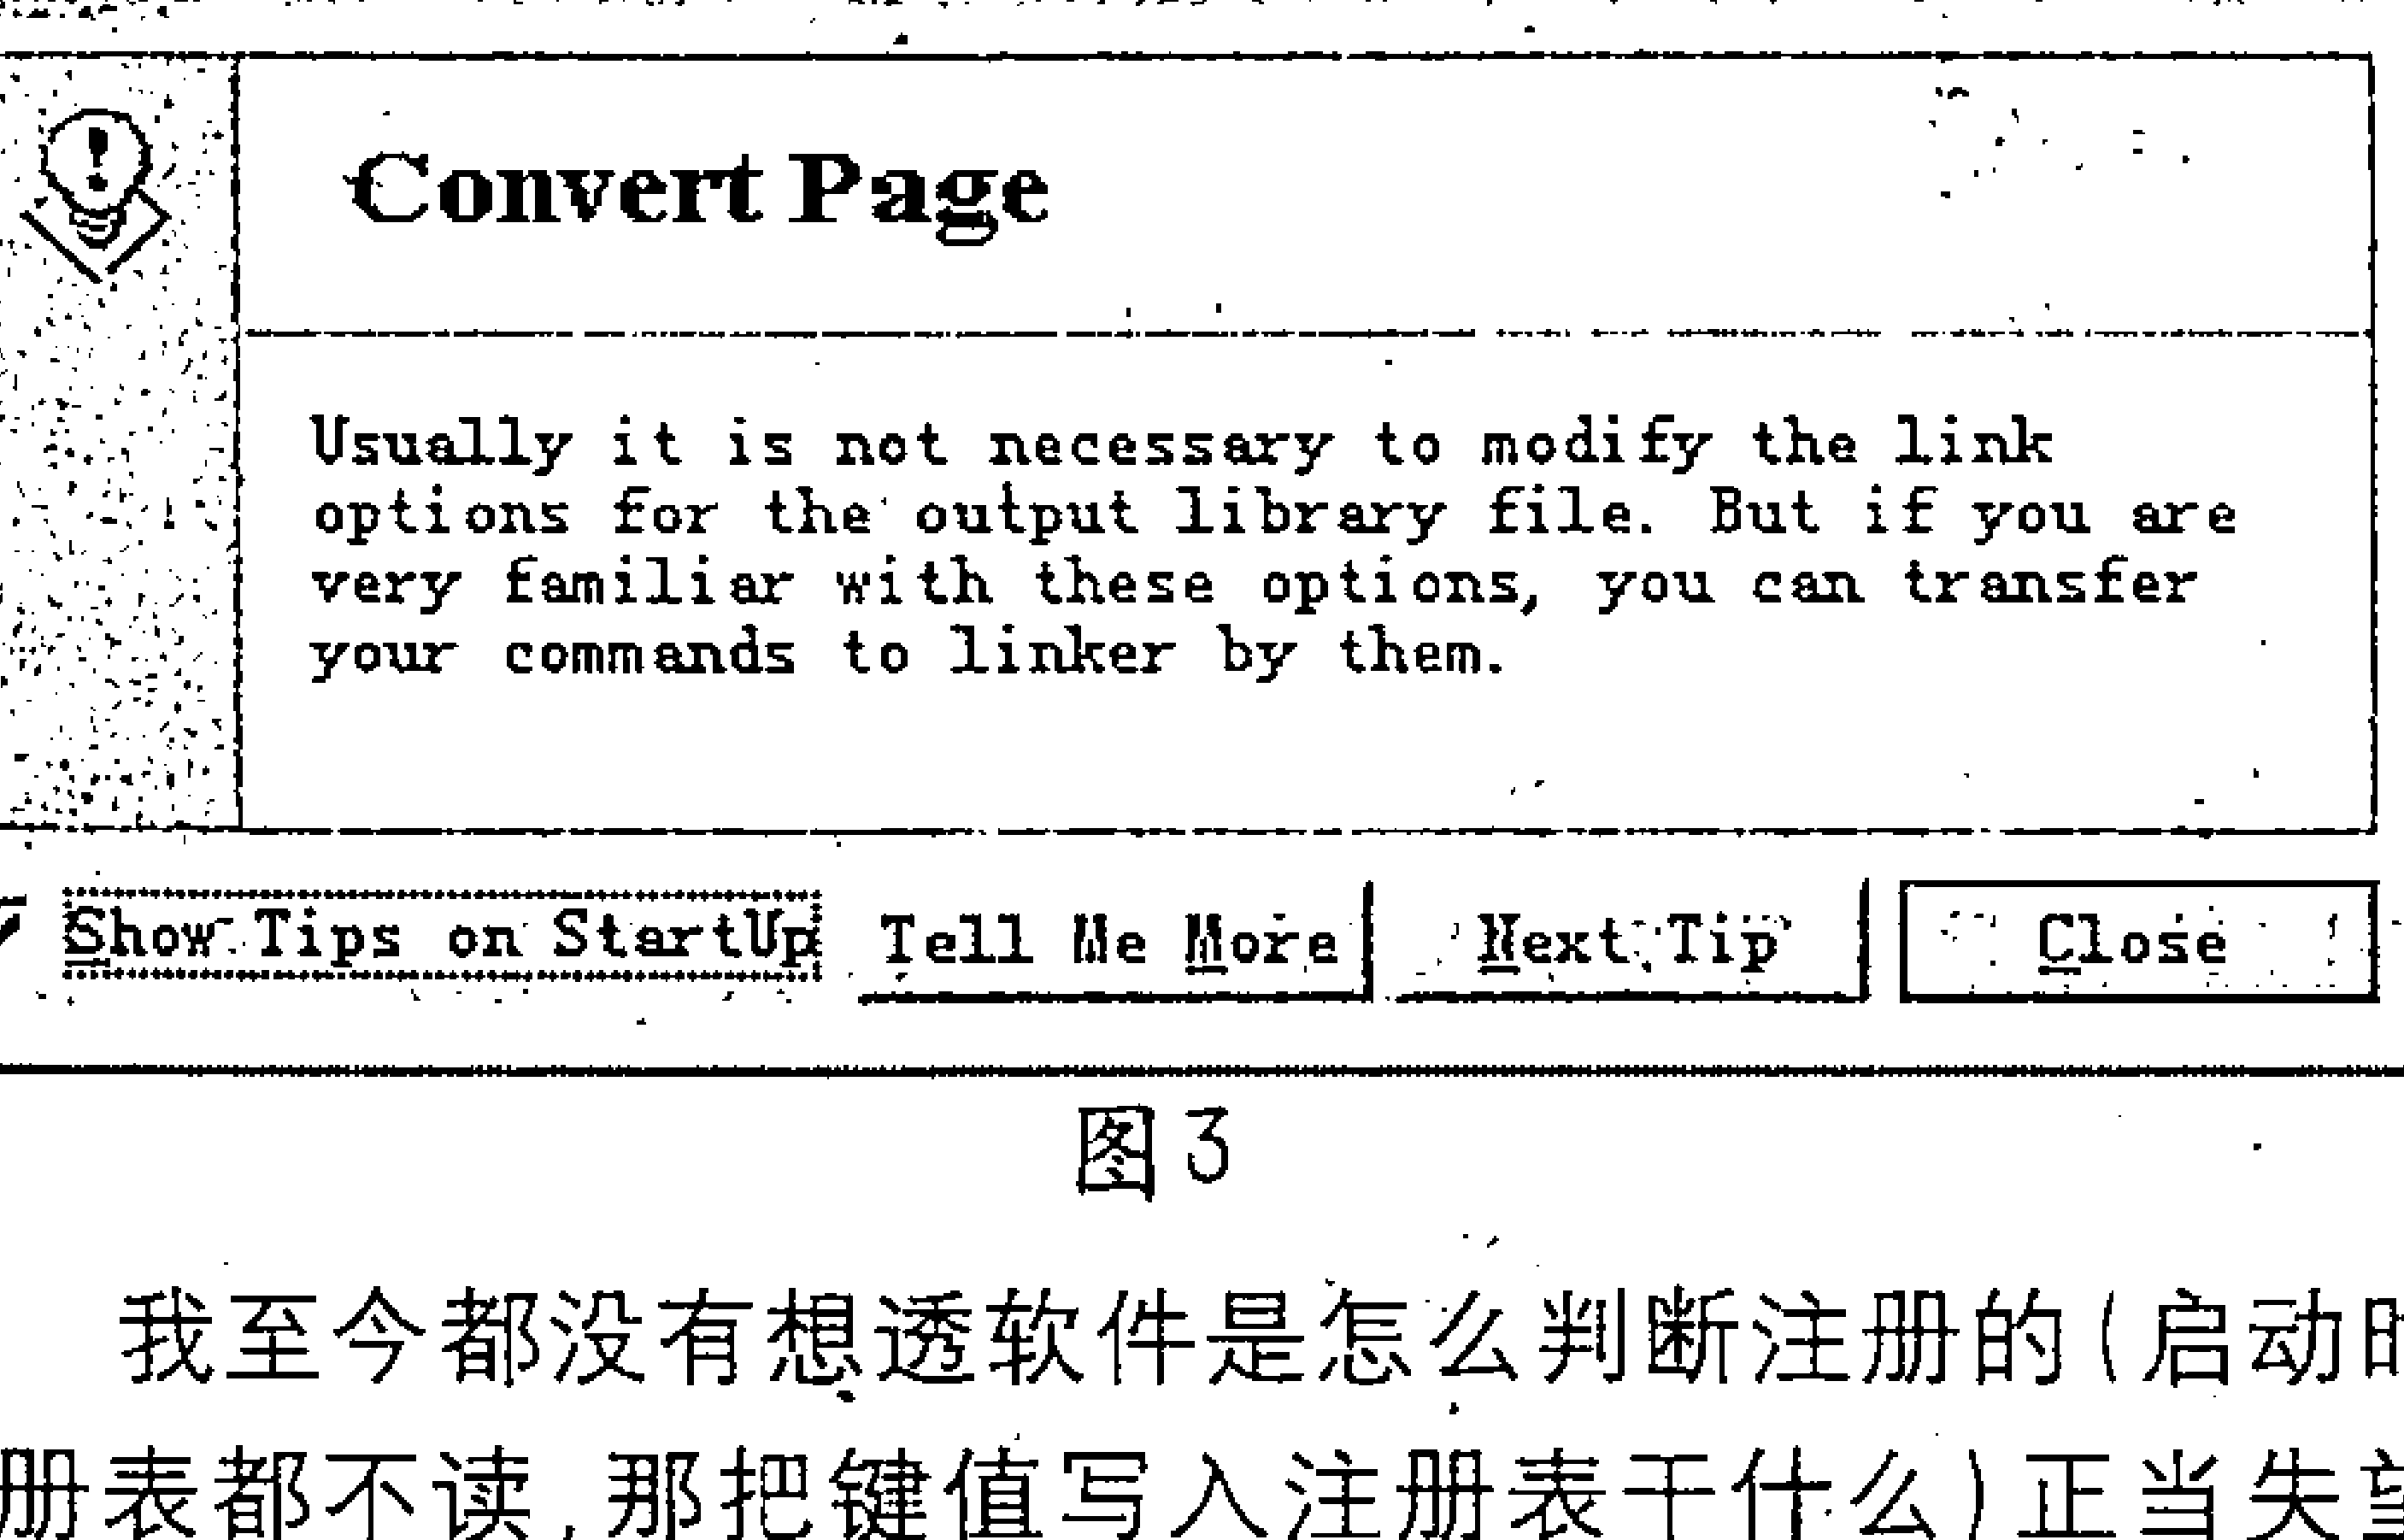 Convert Page
Usually it is not necessary to modify the link
options for the output library file. But if you are
very familiar with these options, you can transfer
your commands to linker by them.
Show Tips on StartUp Tell Me More Next Tip Close
图3
我至今都没有想透软件是怎么判断注册的(启动时
册表都不读,那把键值写入注册表干什么)正当失望